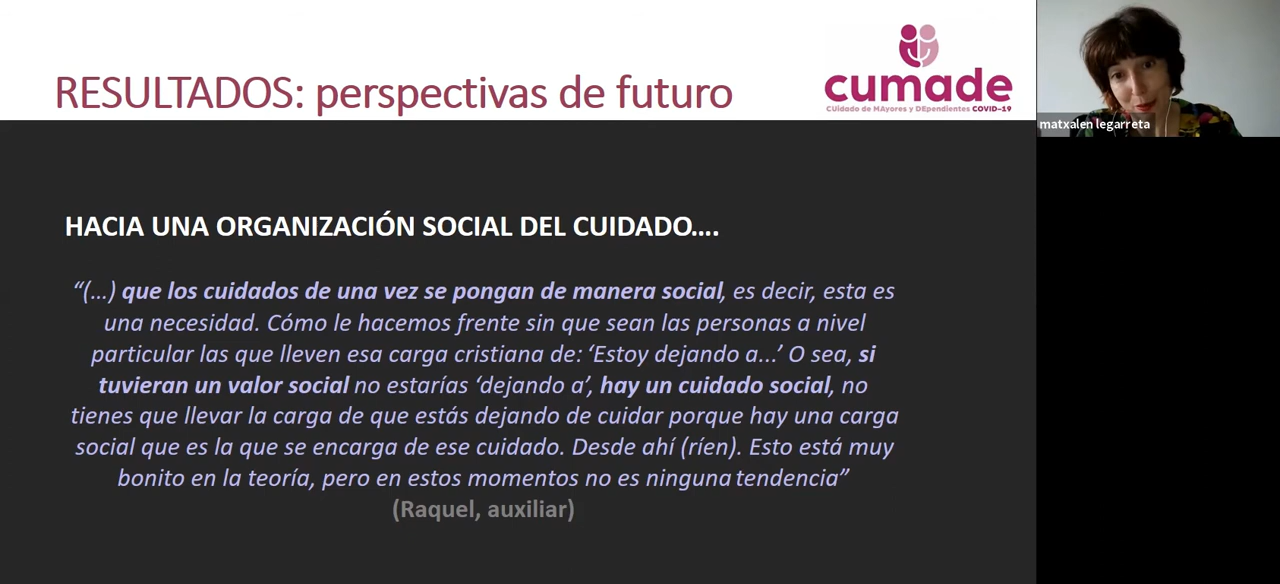 RESULTADOS: perspectivas de futuro
cumade
CUidado de MAyores y DEpendientes COVID-19
matxalen legarreta
HACIA UNA ORGANIZACIÓN SOCIAL DEL CUIDADO....
“(…) que los cuidados de una vez se pongan de manera social, es decir, esta es
una necesidad. Cómo le hacemos frente sin que sean las personas a nivel
particular las que lleven esa carga cristiana de: ‘Estoy dejando a...’ O sea, si
tuvieran un valor social no estarías ‘dejando a’, hay un cuidado social, no
tienes que llevar la carga de que estás dejando de cuidar porque hay una carga
social que es la que se encarga de ese cuidado. Desde ahí (ríen). Esto está muy
bonito en la teoría, pero en estos momentos no es ninguna tendencia”
(Raquel, auxiliar)